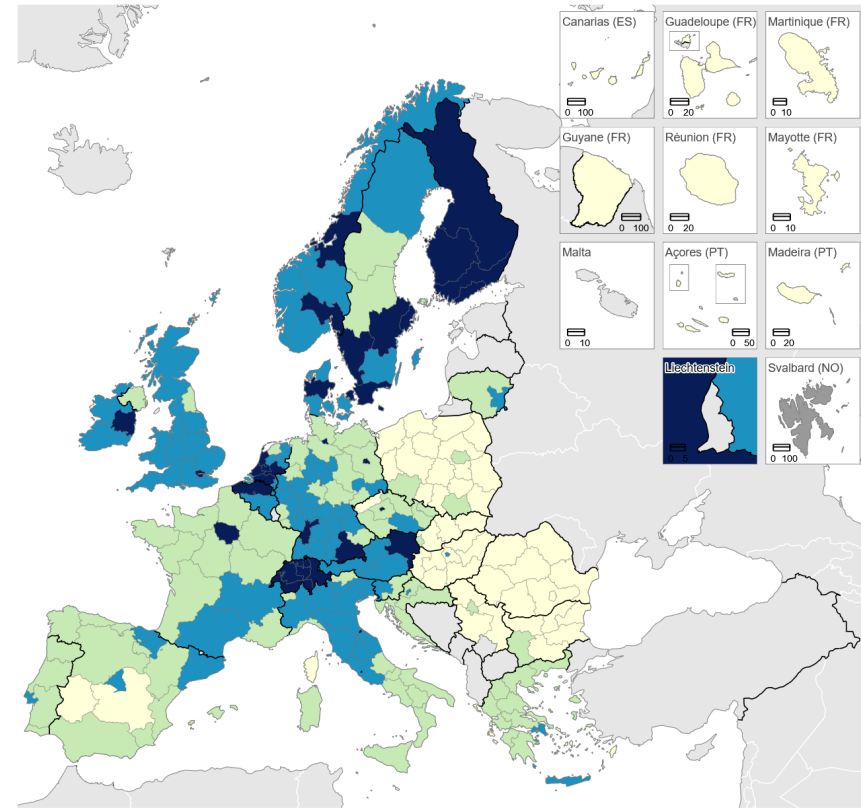 Canarias (ES)
0 100
Guadeloupe (FR)
0 20
Martinique (FR)
0 10
Guyane (FR)
0 100
Réunion (FR)
0 20
Mayotte (FR)
0 10
Malta
0 10
Açores (PT)
0 50
Madeira (PT)
0 20
Liechtenstein
0 5
Svalbard (NO)
0 100